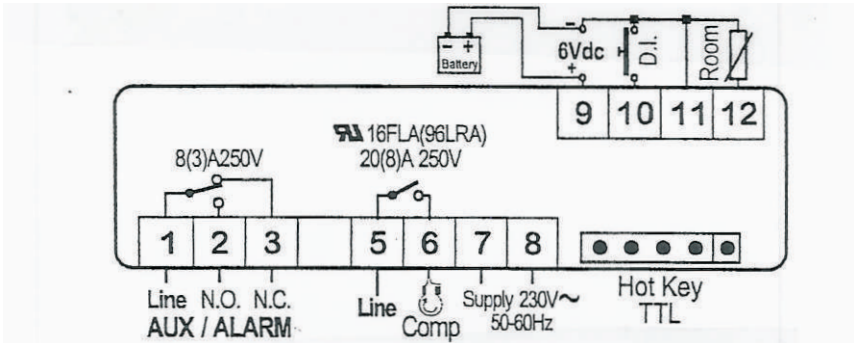 − +
Battery
−
6Vdc
+
D.I.
Room
9 10 11 12
16FLA(96LRA)
8(3)A250V
20(8)A 250V
1 2 3 5 6 7 8
Line N.O. N.C.
AUX / ALARM
Line
Comp
Supply 230V~
50-60Hz
Hot Key
TTL